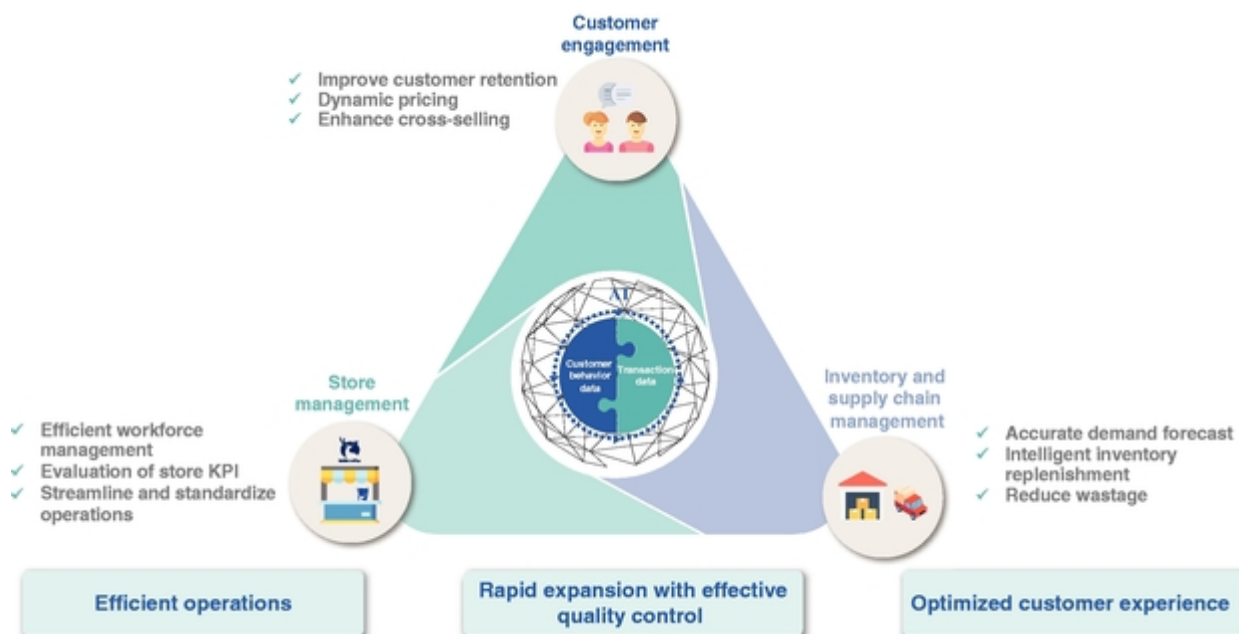 Customer
engagement
Improve customer retention
Dynamic pricing
Enhance cross-selling
AI
Customer
behavior
data
Transaction
data
Store
management
Efficient workforce
management
Evaluation of store KPI
Streamline and standardize
operations
Inventory and
supply chain
management
Accurate demand forecast
Intelligent inventory
replenishment
Reduce wastage
Efficient operations
Rapid expansion with effective
quality control
Optimized customer experience